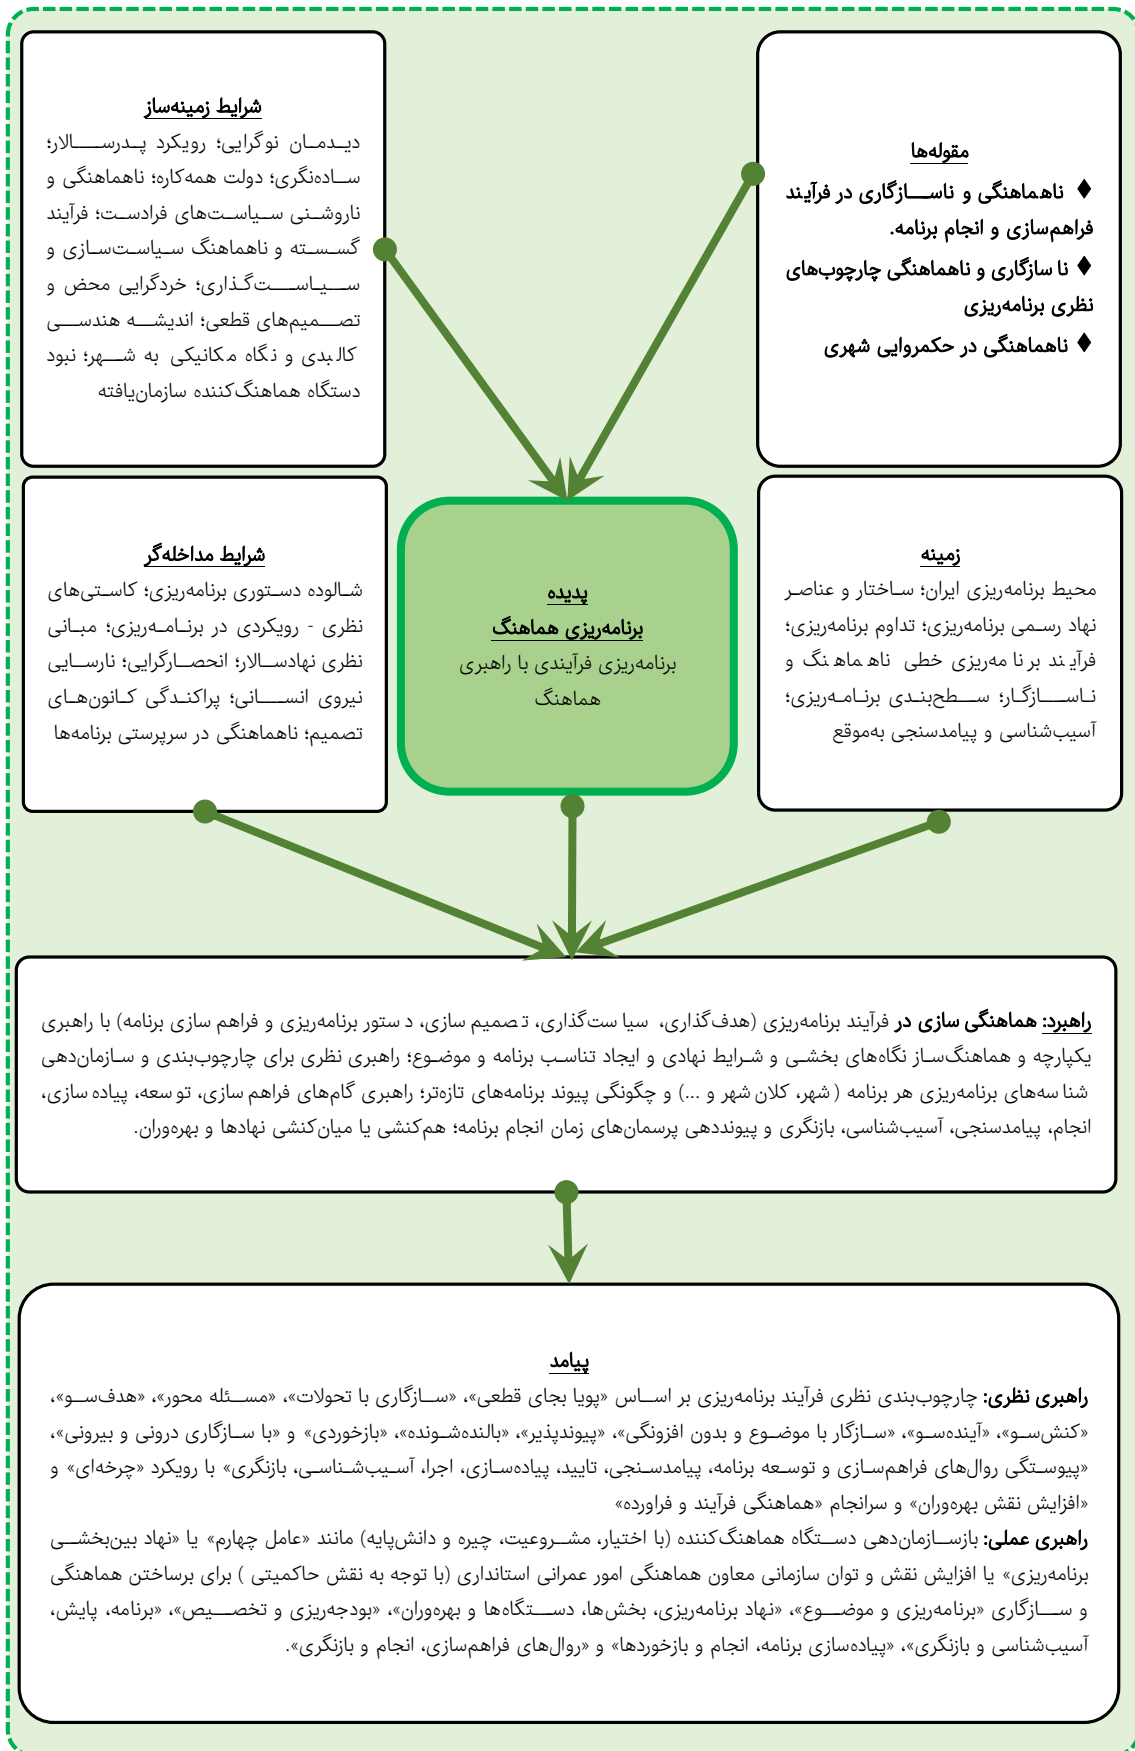 مقوله‌ها
♦ ناهماهنگی و ناسازگاری در فرآیند
فراهم‌سازی و انجام برنامه.
♦ نا سازگاری و ناهماهنگی چارچوب‌های
نظری برنامه‌ریزی
♦ ناهماهنگی در حکمروایی شهری
شرایط زمینه‌ساز
دیدمان نوگرایی؛ رویکرد پدرسالار؛
ساده‌نگری؛ دولت همه‌کاره؛ ناهماهنگی و
ناروشنی سیاست‌های فرادست؛ فرآیند
گسسته و ناهماهنگ سیاست‌سازی و
سیاست‌گذاری؛ خردگرایی محض و
تصمیم‌های قطعی؛ اندیشه هندسی
کالبدی و نگاه مکانیکی به شهر؛ نبود
دستگاه هماهنگ‌کننده سازمان‌یافته
زمینه
محیط برنامه‌ریزی ایران؛ ساختار و عناصر
نهاد رسمی برنامه‌ریزی؛ تداوم برنامه‌ریزی؛
فرآیند برنامه‌ریزی خطی ناهماهنگ و
ناسازگار؛ سطح‌بندی برنامه‌ریزی؛
آسیب‌شناسی و پیامدسنجی به‌موقع
پدیده
برنامه‌ریزی هماهنگ
برنامه‌ریزی فرآیندی با راهبری
هماهنگ
شرایط مداخله‌گر
شالوده دستوری برنامه‌ریزی؛ کاستی‌های
نظری - رویکردی در برنامه‌ریزی؛ مبانی
نظری نهادسالار؛ انحصارگرایی؛ نارسایی
نیروی انسانی؛ پراکندگی کانون‌های
تصمیم؛ ناهماهنگی در سرپرستی برنامه‌ها
راهبرد: هماهنگی سازی در فرآیند برنامه‌ریزی (هدف‌گذاری، سیاست‌گذاری، تصمیم سازی، دستور برنامه‌ریزی و فراهم سازی برنامه) با راهبری
یکپارچه و هماهنگ‌ساز نگاه‌های بخشی و شرایط نهادی و ایجاد تناسب برنامه و موضوع؛ راهبری نظری برای چارچوب‌بندی و سازمان‌دهی
شناسه‌های برنامه‌ریزی هر برنامه (شهر، کلان شهر و ...) و چگونگی پیوند برنامه‌های تازه‌تر؛ راهبری گام‌های فراهم سازی، توسعه، پیاده سازی،
انجام، پیامدسنجی، آسیب‌شناسی، بازنگری و پیونددهی پرسمان‌های زمان انجام برنامه؛ هم‌کنشی یا میان‌کنشی نهادها و بهره‌وران.
پیامد
راهبری نظری: چارچوب‌بندی نظری فرآیند برنامه‌ریزی بر اساس «پویا بجای قطعی»، «سازگاری با تحولات»، «مسئله محور»، «هدف‌سو»،
«کنش‌سو»، «آینده‌سو»، «سازگار با موضوع و بدون افزونگی»، «پیوندپذیر»، «بالنده‌شونده»، «بازخوردی» و «با سازگاری درونی و بیرونی»،
«پیوستگی روال‌های فراهم‌سازی و توسعه برنامه، پیامدسنجی، تایید، پیاده‌سازی، اجرا، آسیب‌شناسی، بازنگری» با رویکرد «چرخه‌ای» و
«افزایش نقش بهره‌وران» و سرانجام «هماهنگی فرآیند و فراورده»
راهبری عملی: بازسازمان‌دهی دستگاه هماهنگ‌کننده (با اختیار، مشروعیت، چیره و دانش‌پایه) مانند «عامل چهارم» یا «نهاد بین‌بخشی
برنامه‌ریزی» یا افزایش نقش و توان سازمانی معاون هماهنگی امور عمرانی استانداری (با توجه به نقش حاکمیتی ) برای برساختن هماهنگی
و سازگاری «برنامه‌ریزی و موضوع»، «نهاد برنامه‌ریزی، بخش‌ها، دستگاه‌ها و بهره‌وران»، «بودجه‌ریزی و تخصیص»، «برنامه، پایش،
آسیب‌شناسی و بازنگری»، «پیاده‌سازی برنامه، انجام و بازخوردها» و «روال‌های فراهم‌سازی، انجام و بازنگری».